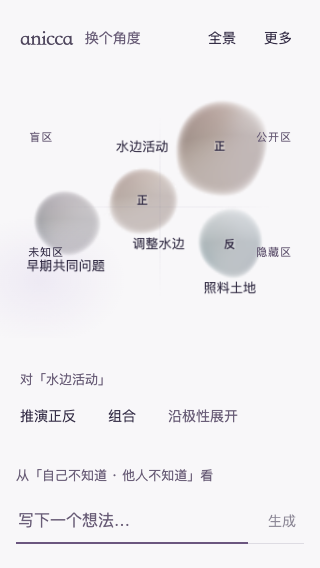 anicca 换个角度 全景 更多
盲区 公开区
水边活动 正
正
调整水边 反
未知区 隐藏区
早期共同问题
照料土地
对「水边活动」
推演正反 组合 沿极性展开
从「自己不知道 · 他人不知道」看
写下一个想法... 生成